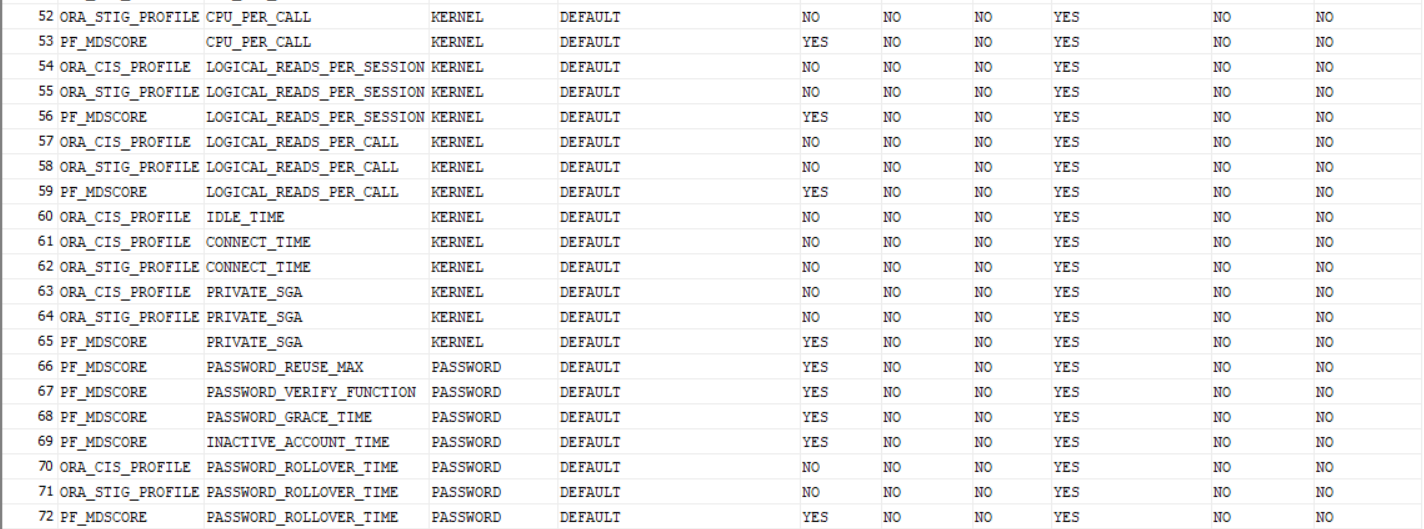 52 ORA_STIG_PROFILE CPU_PER_CALL KERNEL DEFAULT NO NO NO YES NO NO
53 PF_MDSCORE CPU_PER_CALL KERNEL DEFAULT YES NO NO YES NO NO
54 ORA_CIS_PROFILE LOGICAL_READS_PER_SESSION KERNEL DEFAULT NO NO NO YES NO NO
55 ORA_STIG_PROFILE LOGICAL_READS_PER_SESSION KERNEL DEFAULT NO NO NO YES NO NO
56 PF_MDSCORE LOGICAL_READS_PER_SESSION KERNEL DEFAULT YES NO NO YES NO NO
57 ORA_CIS_PROFILE LOGICAL_READS_PER_CALL KERNEL DEFAULT NO NO NO YES NO NO
58 ORA_STIG_PROFILE LOGICAL_READS_PER_CALL KERNEL DEFAULT NO NO NO YES NO NO
59 PF_MDSCORE LOGICAL_READS_PER_CALL KERNEL DEFAULT YES NO NO YES NO NO
60 ORA_CIS_PROFILE IDLE_TIME KERNEL DEFAULT NO NO NO YES NO NO
61 ORA_CIS_PROFILE CONNECT_TIME KERNEL DEFAULT NO NO NO YES NO NO
62 ORA_STIG_PROFILE CONNECT_TIME KERNEL DEFAULT NO NO NO YES NO NO
63 ORA_CIS_PROFILE PRIVATE_SGA KERNEL DEFAULT NO NO NO YES NO NO
64 ORA_STIG_PROFILE PRIVATE_SGA KERNEL DEFAULT NO NO NO YES NO NO
65 PF_MDSCORE PRIVATE_SGA KERNEL DEFAULT YES NO NO YES NO NO
66 PF_MDSCORE PASSWORD_REUSE_MAX PASSWORD DEFAULT YES NO NO YES NO NO
67 PF_MDSCORE PASSWORD_VERIFY_FUNCTION PASSWORD DEFAULT YES NO NO YES NO NO
68 PF_MDSCORE PASSWORD_GRACE_TIME PASSWORD DEFAULT YES NO NO YES NO NO
69 PF_MDSCORE INACTIVE_ACCOUNT_TIME PASSWORD DEFAULT YES NO NO YES NO NO
70 ORA_CIS_PROFILE PASSWORD_ROLLOVER_TIME PASSWORD DEFAULT NO NO NO YES NO NO
71 ORA_STIG_PROFILE PASSWORD_ROLLOVER_TIME PASSWORD DEFAULT NO NO NO YES NO NO
72 PF_MDSCORE PASSWORD_ROLLOVER_TIME PASSWORD DEFAULT YES NO NO YES NO NO